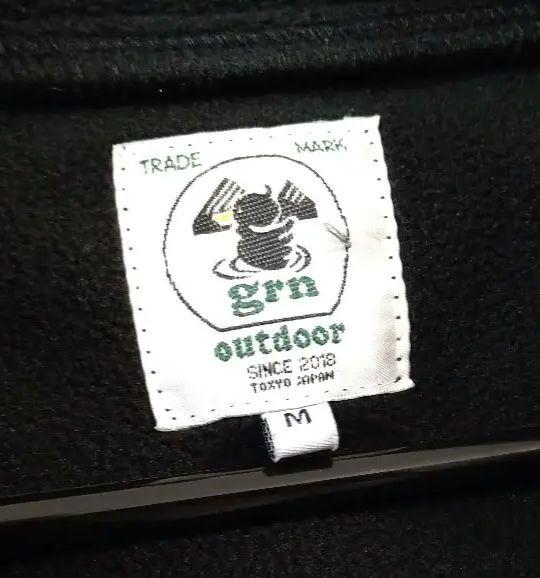 TRADE MARK
grn
outdoor
SINCE 2018
TOKYO JAPAN
M